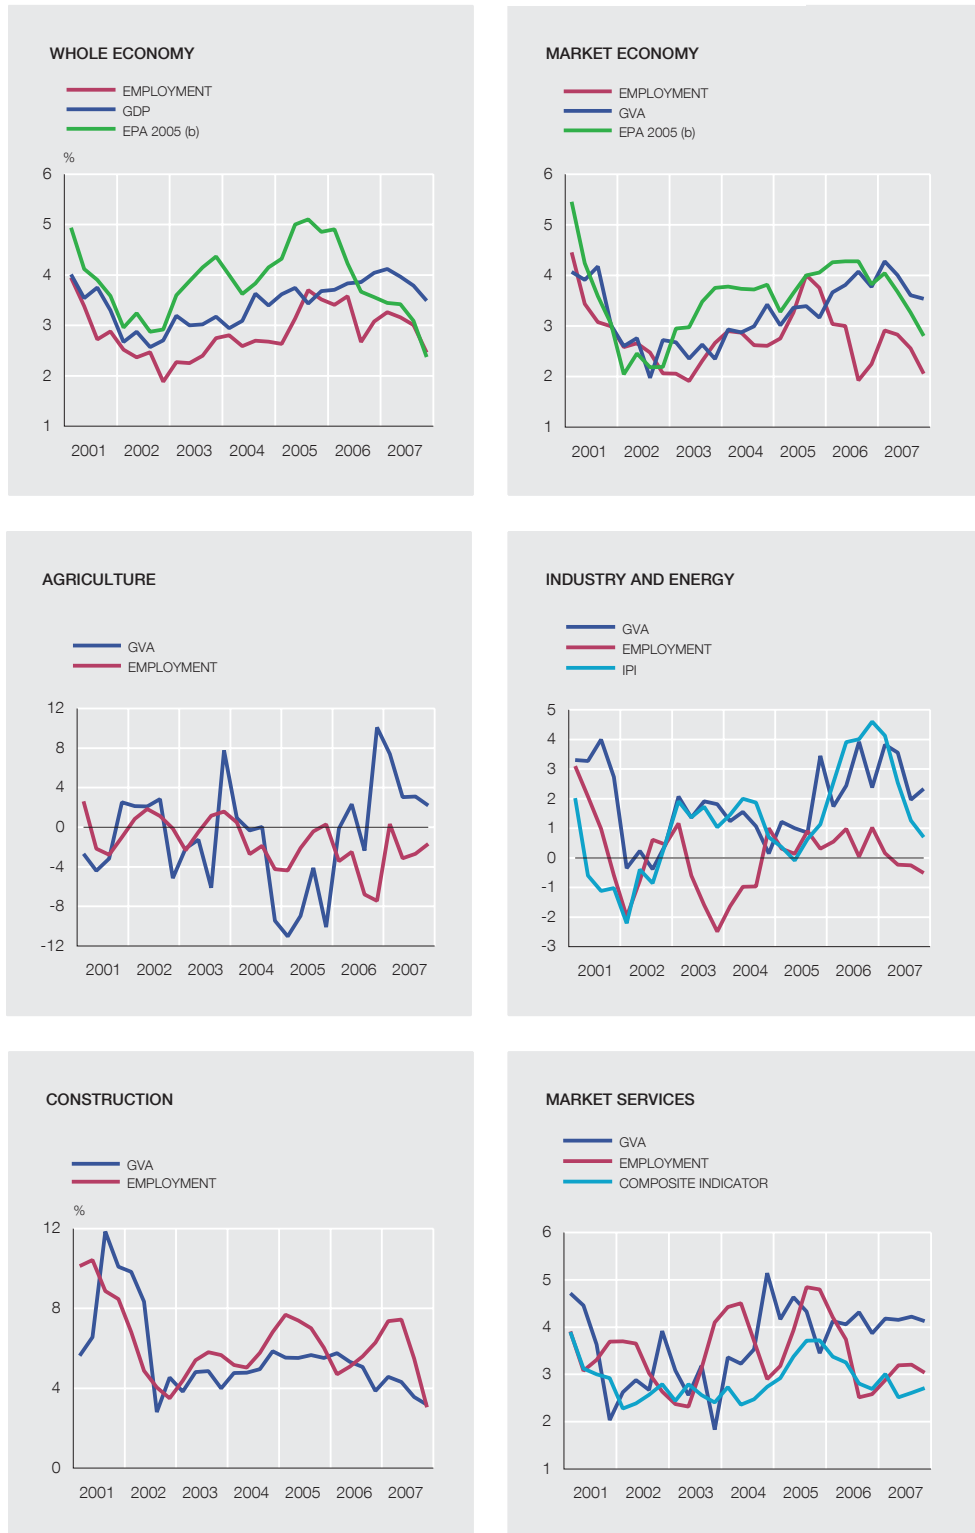 WHOLE ECONOMY
EMPLOYMENT
GDP
EPA 2005 (b)
%
6
5
4
3
2
1
2001 2002 2003 2004 2005 2006 2007
MARKET ECONOMY
EMPLOYMENT
GVA
EPA 2005 (b)
6
5
4
3
2
1
2001 2002 2003 2004 2005 2006 2007
AGRICULTURE
GVA
EMPLOYMENT
12
8
4
0
-4
-8
-12
2001 2002 2003 2004 2005 2006 2007
INDUSTRY AND ENERGY
GVA
EMPLOYMENT
IPI
5
4
3
2
1
0
-1
-2
-3
2001 2002 2003 2004 2005 2006 2007
CONSTRUCTION
GVA
EMPLOYMENT
%
12
8
4
0
2001 2002 2003 2004 2005 2006 2007
MARKET SERVICES
GVA
EMPLOYMENT
COMPOSITE INDICATOR
6
5
4
3
2
1
2001 2002 2003 2004 2005 2006 2007